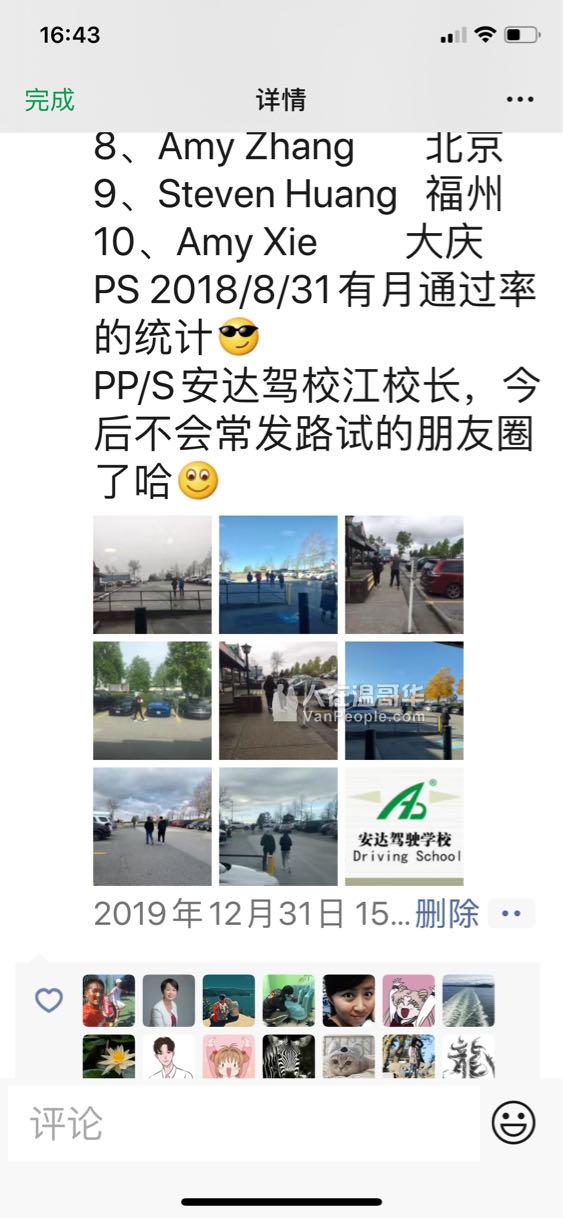 16:43
完成
详情
8、Amy Zhang 北京
9、Steven Huang 福州
10、Amy Xie 大庆
PS 2018/8/31有月通过率
的统计😎
PP/S安达驾校江校长，今
后不会常发路试的朋友圈
了哈🙂
人在温哥华
VanPeople.com
安达驾驶学校
Driving School
2019年12月31日 15...
删除
评论